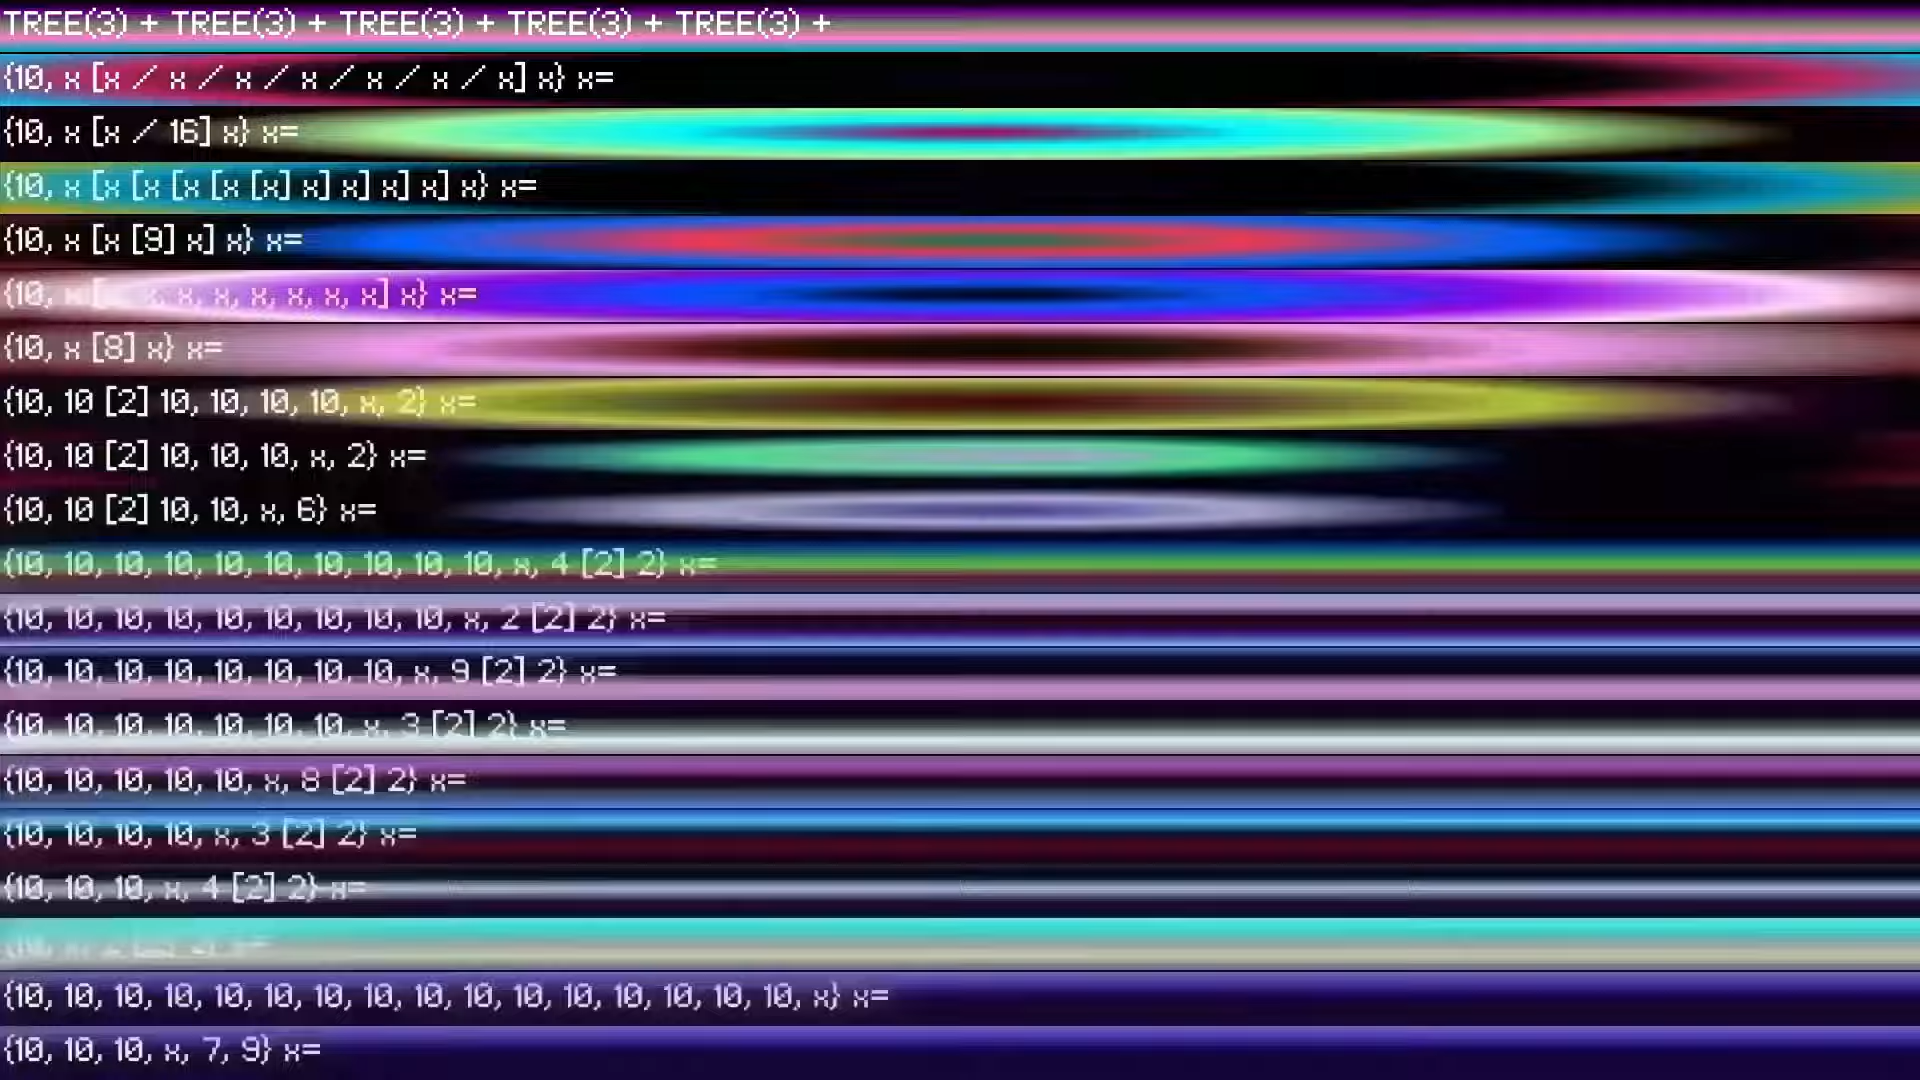 TREE(3) + TREE(3) + TREE(3) + TREE(3) + TREE(3) +
{10, x [x / x / x / x / x / x / x] x} x=
{10, x [x / 16] x} x=
{10, x [x [x [x [x [x] x] x] x] x] x} x=
{10, x [x [9] x] x} x=
{10, x [x, x, x, x, x, x, x, x] x} x=
{10, x [8] x} x=
{10, 10 [2] 10, 10, 10, 10, x, 2} x=
{10, 10 [2] 10, 10, 10, x, 2} x=
{10, 10 [2] 10, 10, x, 6} x=
{10, 10, 10, 10, 10, 10, 10, 10, 10, 10, x, 4 [2] 2} x=
{10, 10, 10, 10, 10, 10, 10, 10, 10, x, 2 [2] 2} x=
{10, 10, 10, 10, 10, 10, 10, 10, x, 9 [2] 2} x=
{10, 10, 10, 10, 10, 10, 10, x, 3 [2] 2} x=
{10, 10, 10, 10, 10, x, 8 [2] 2} x=
{10, 10, 10, 10, x, 3 [2] 2} x=
{10, 10, 10, x, 4 [2] 2} x=
{10, 10, 10, 10, 10, 10, 10, 10, 10, 10, 10, 10, 10, 10, 10, 10, x} x=
{10, 10, 10, x, 7, 9} x=